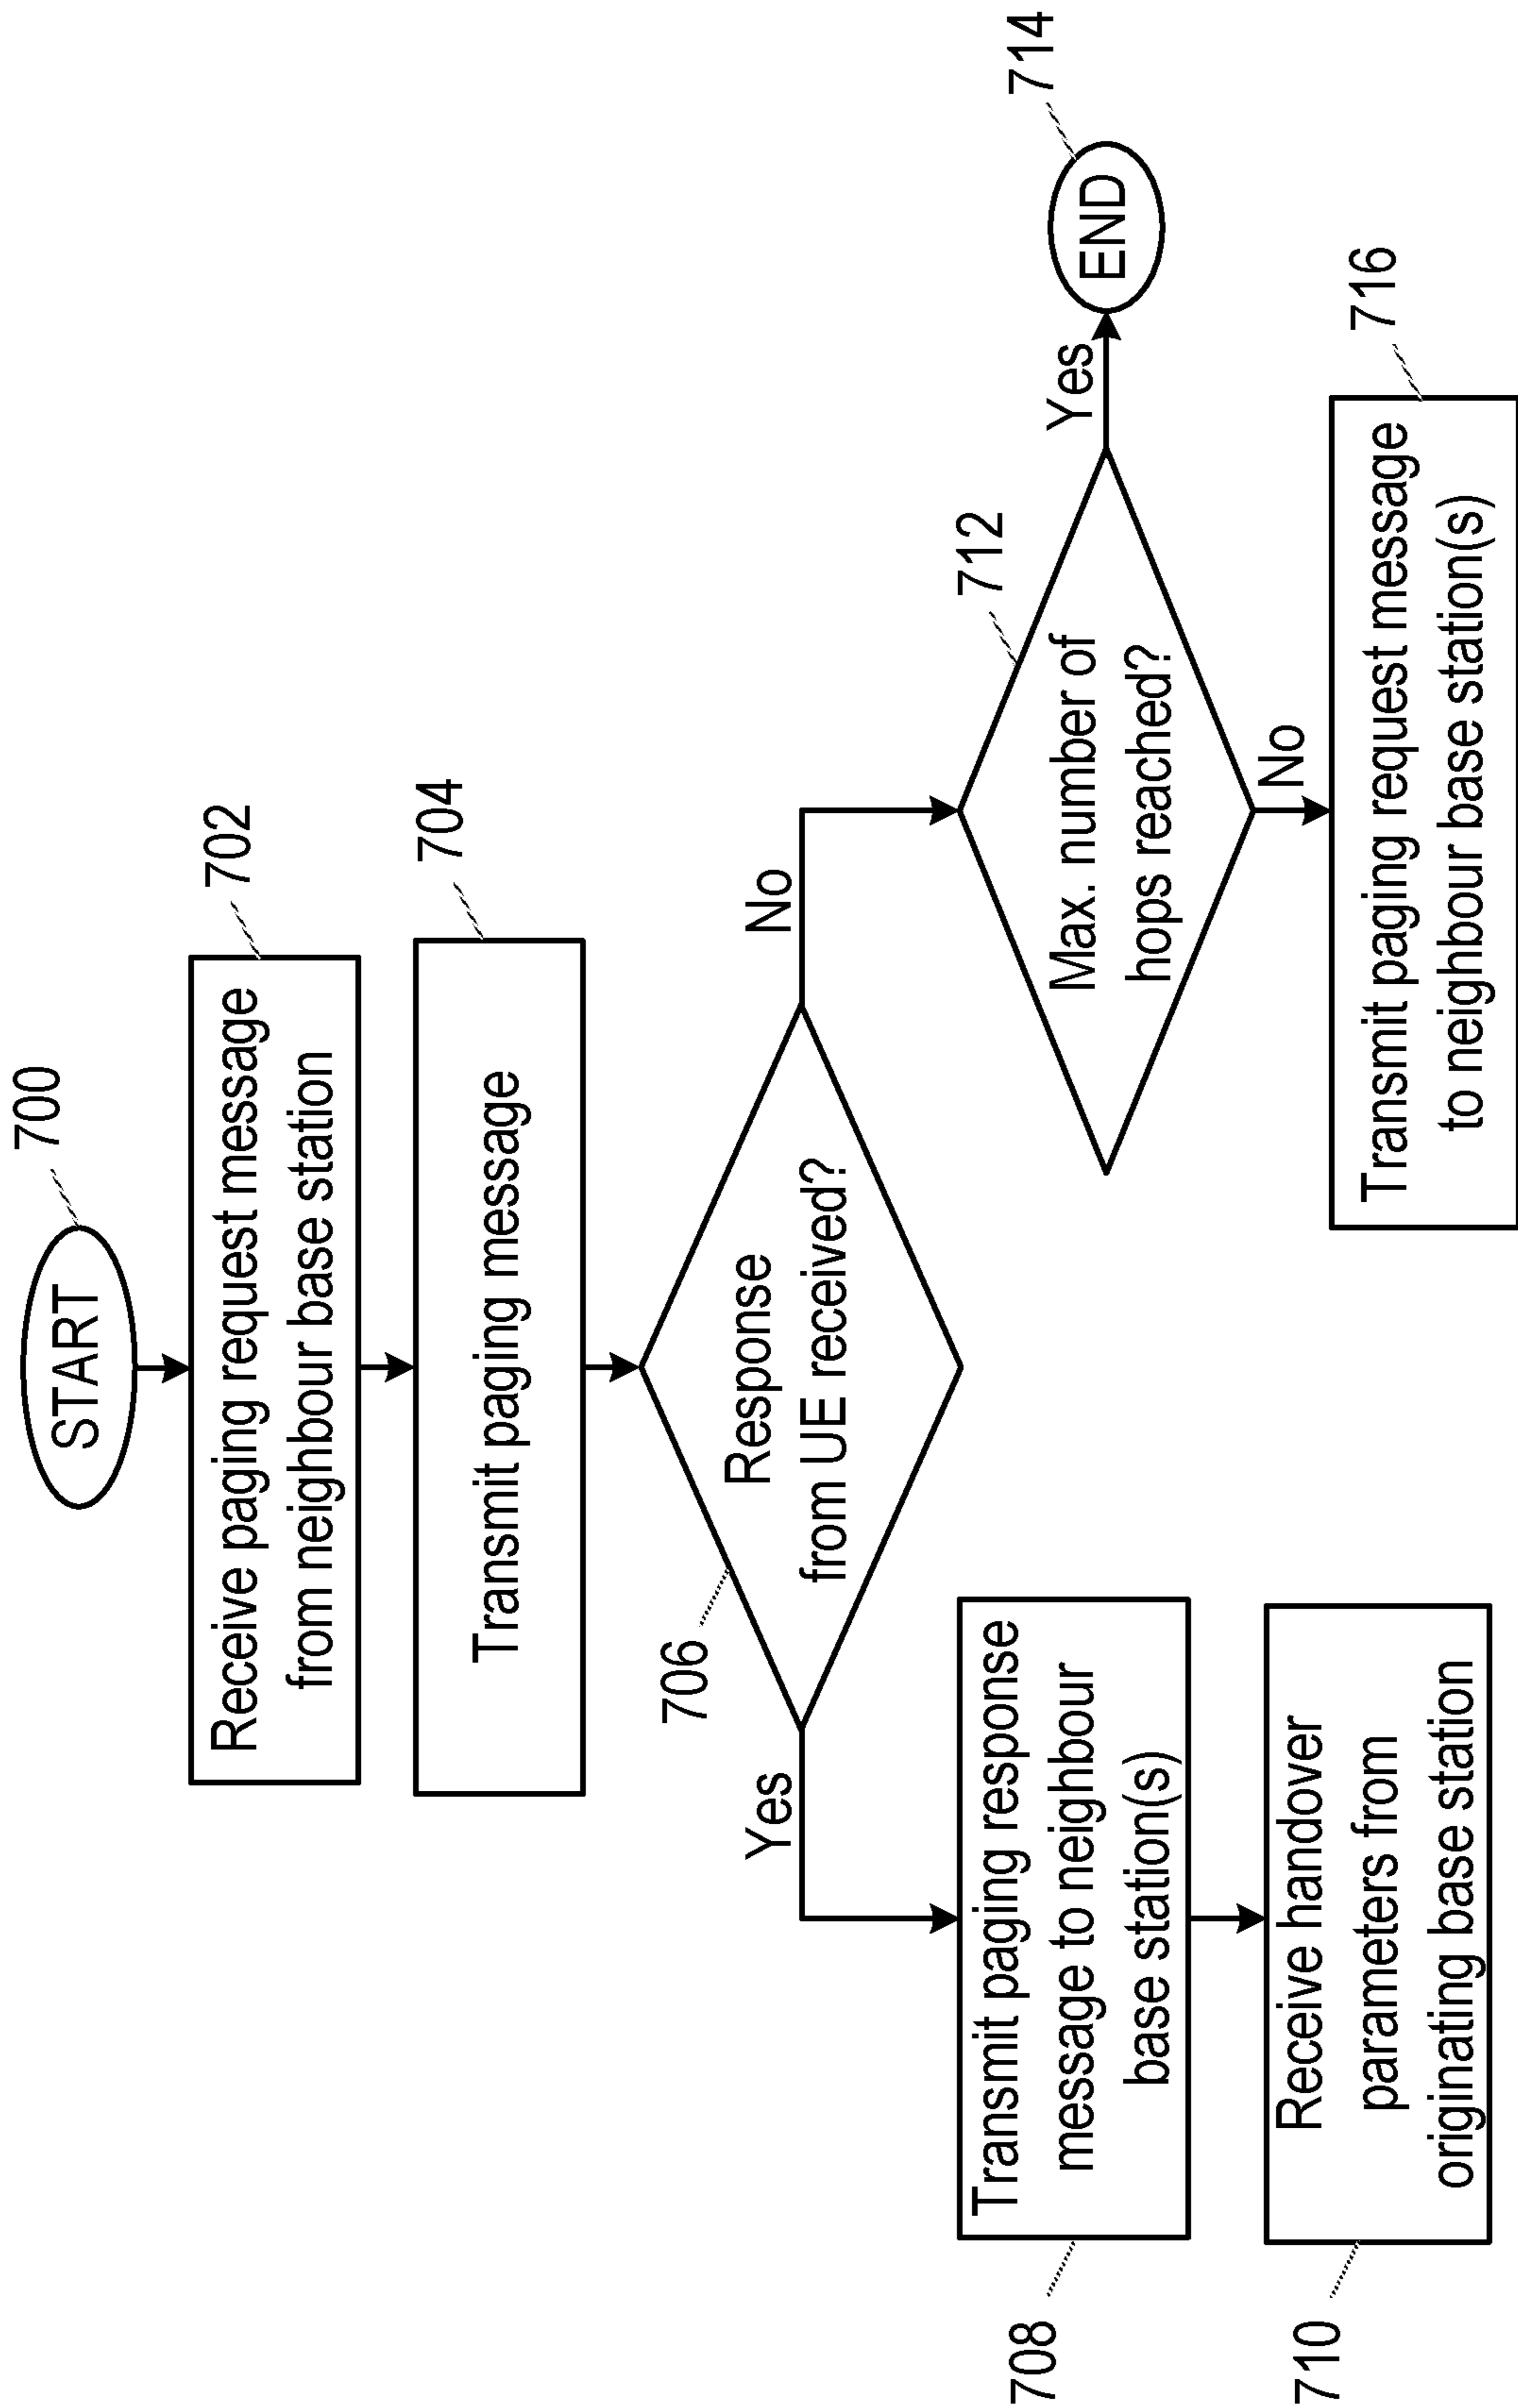 700
START
702
Receive paging request message
from neighbour base station
704
Transmit paging message
706
Response
from UE received?
Yes
No
708
Transmit paging response
message to neighbour
base station(s)
710
Receive handover
parameters from
originating base station
712
Max. number of
hops reached?
Yes
714
END
No
716
Transmit paging request message
to neighbour base station(s)